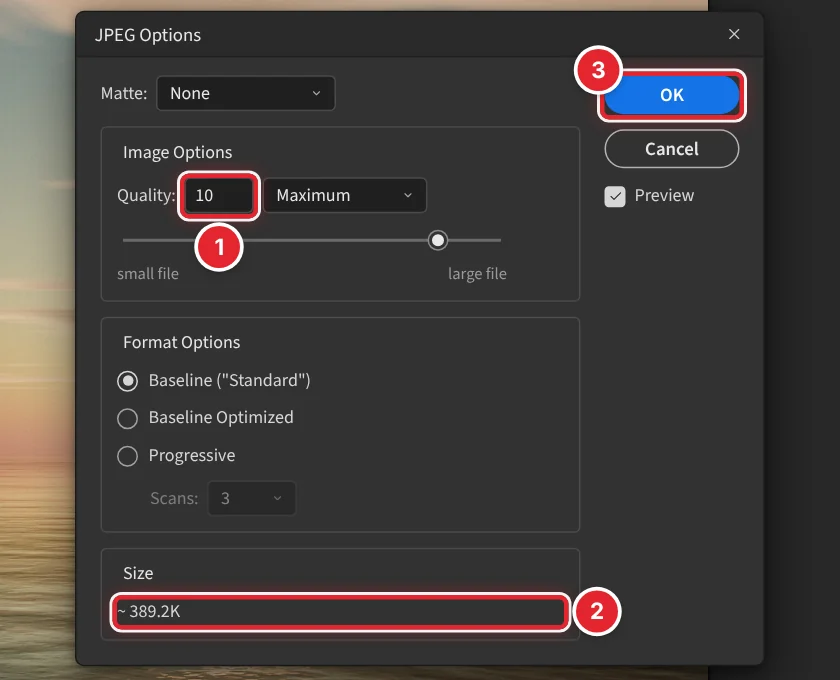 JPEG Options
Matte: None
3
OK
Image Options
Cancel
Quality: 10 Maximum
Preview
1
small file large file
Format Options
Baseline ("Standard")
Baseline Optimized
Progressive
Scans: 3
Size
~ 389.2K
2